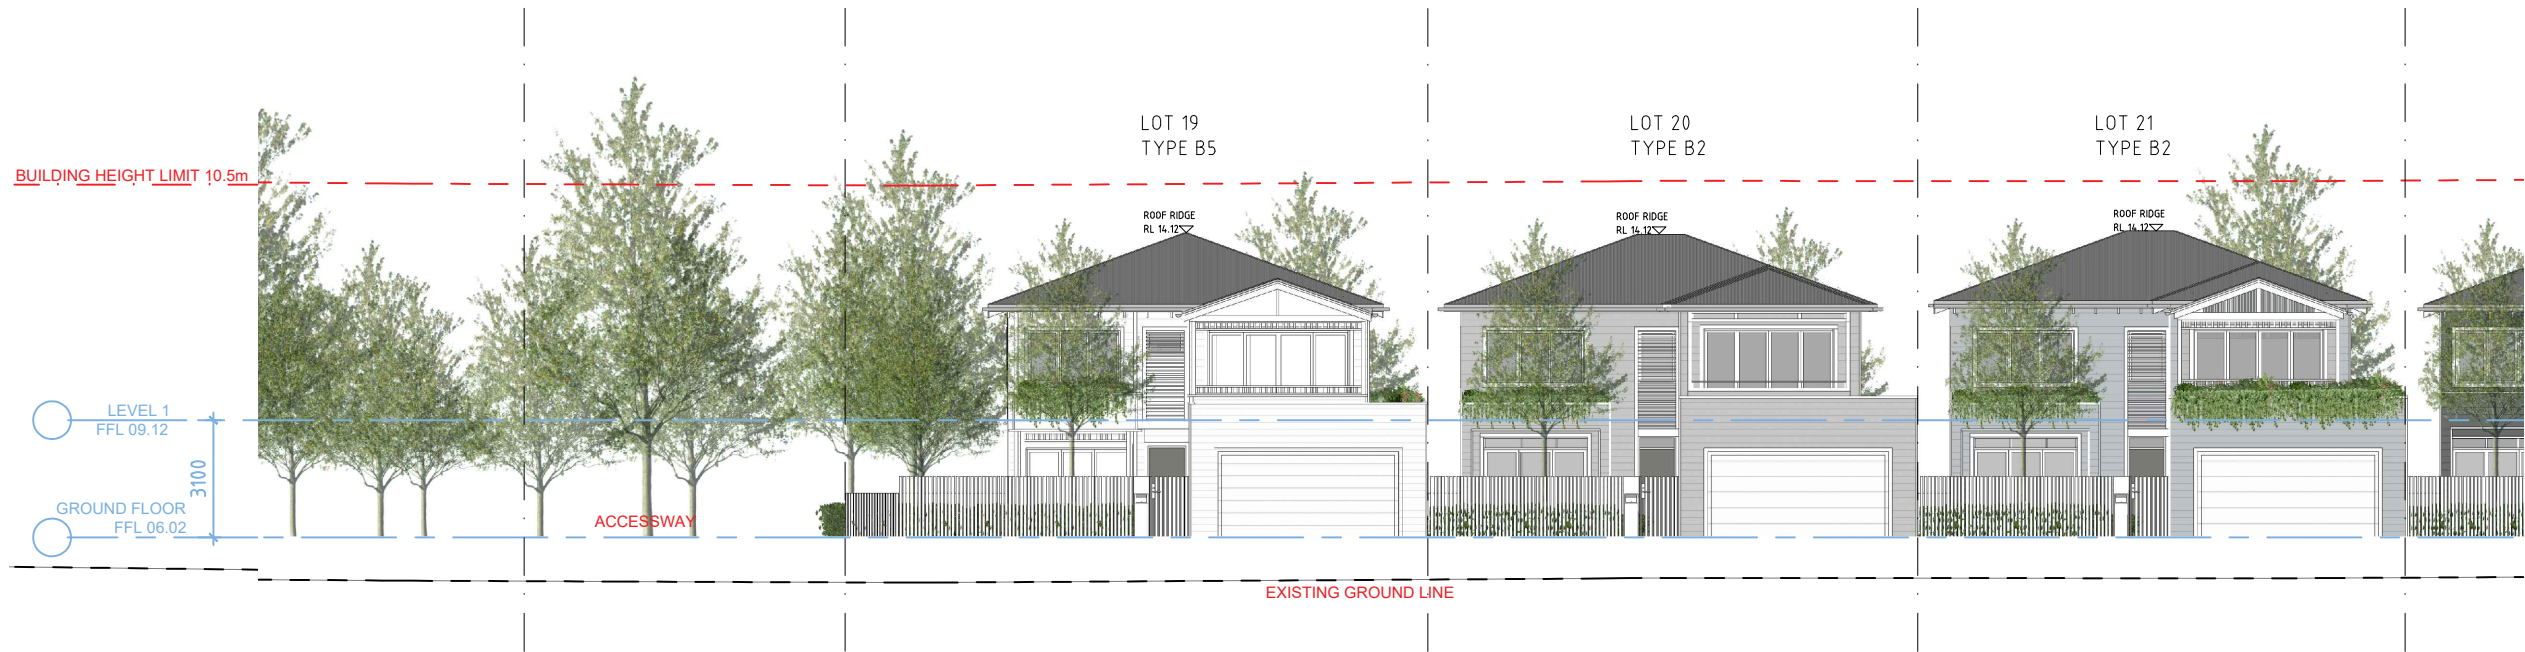 LOT 19
TYPE B5
LOT 20
TYPE B2
LOT 21
TYPE B2
BUILDING HEIGHT LIMIT 10.5m
ROOF RIDGE
RL 14.12
ROOF RIDGE
RL 14.12
ROOF RIDGE
RL 14.12
LEVEL 1
FFL 09.12
3100
GROUND FLOOR
FFL 06.02
ACCESSWAY
EXISTING GROUND LINE